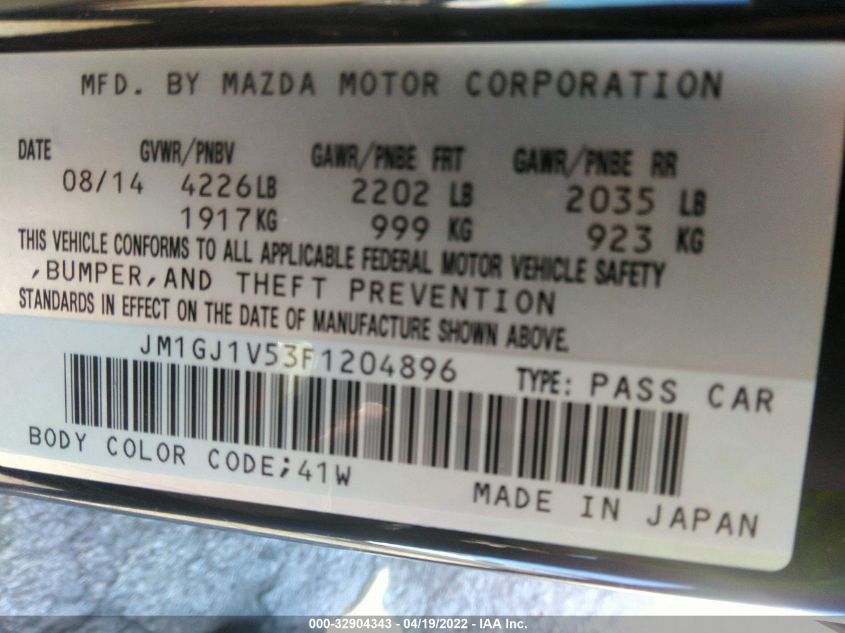 MFD. BY MAZDA MOTOR CORPORATION
DATE GVWR/PNBV GAWR/PNBE FRT GAWR/PNBE RR
08/14 4226LB 2202 LB 2035 LB
1917KG 999 KG 923 KG
THIS VEHICLE CONFORMS TO ALL APPLICABLE FEDERAL MOTOR VEHICLE SAFETY
,BUMPER,AND THEFT PREVENTION
STANDARDS IN EFFECT ON THE DATE OF MANUFACTURE SHOWN ABOVE.
JM1GJ1V53F1204896 TYPE: PASS CAR
BODY COLOR CODE;41W
MADE IN JAPAN
000-32904343 - 04/19/2022 - IAA Inc.